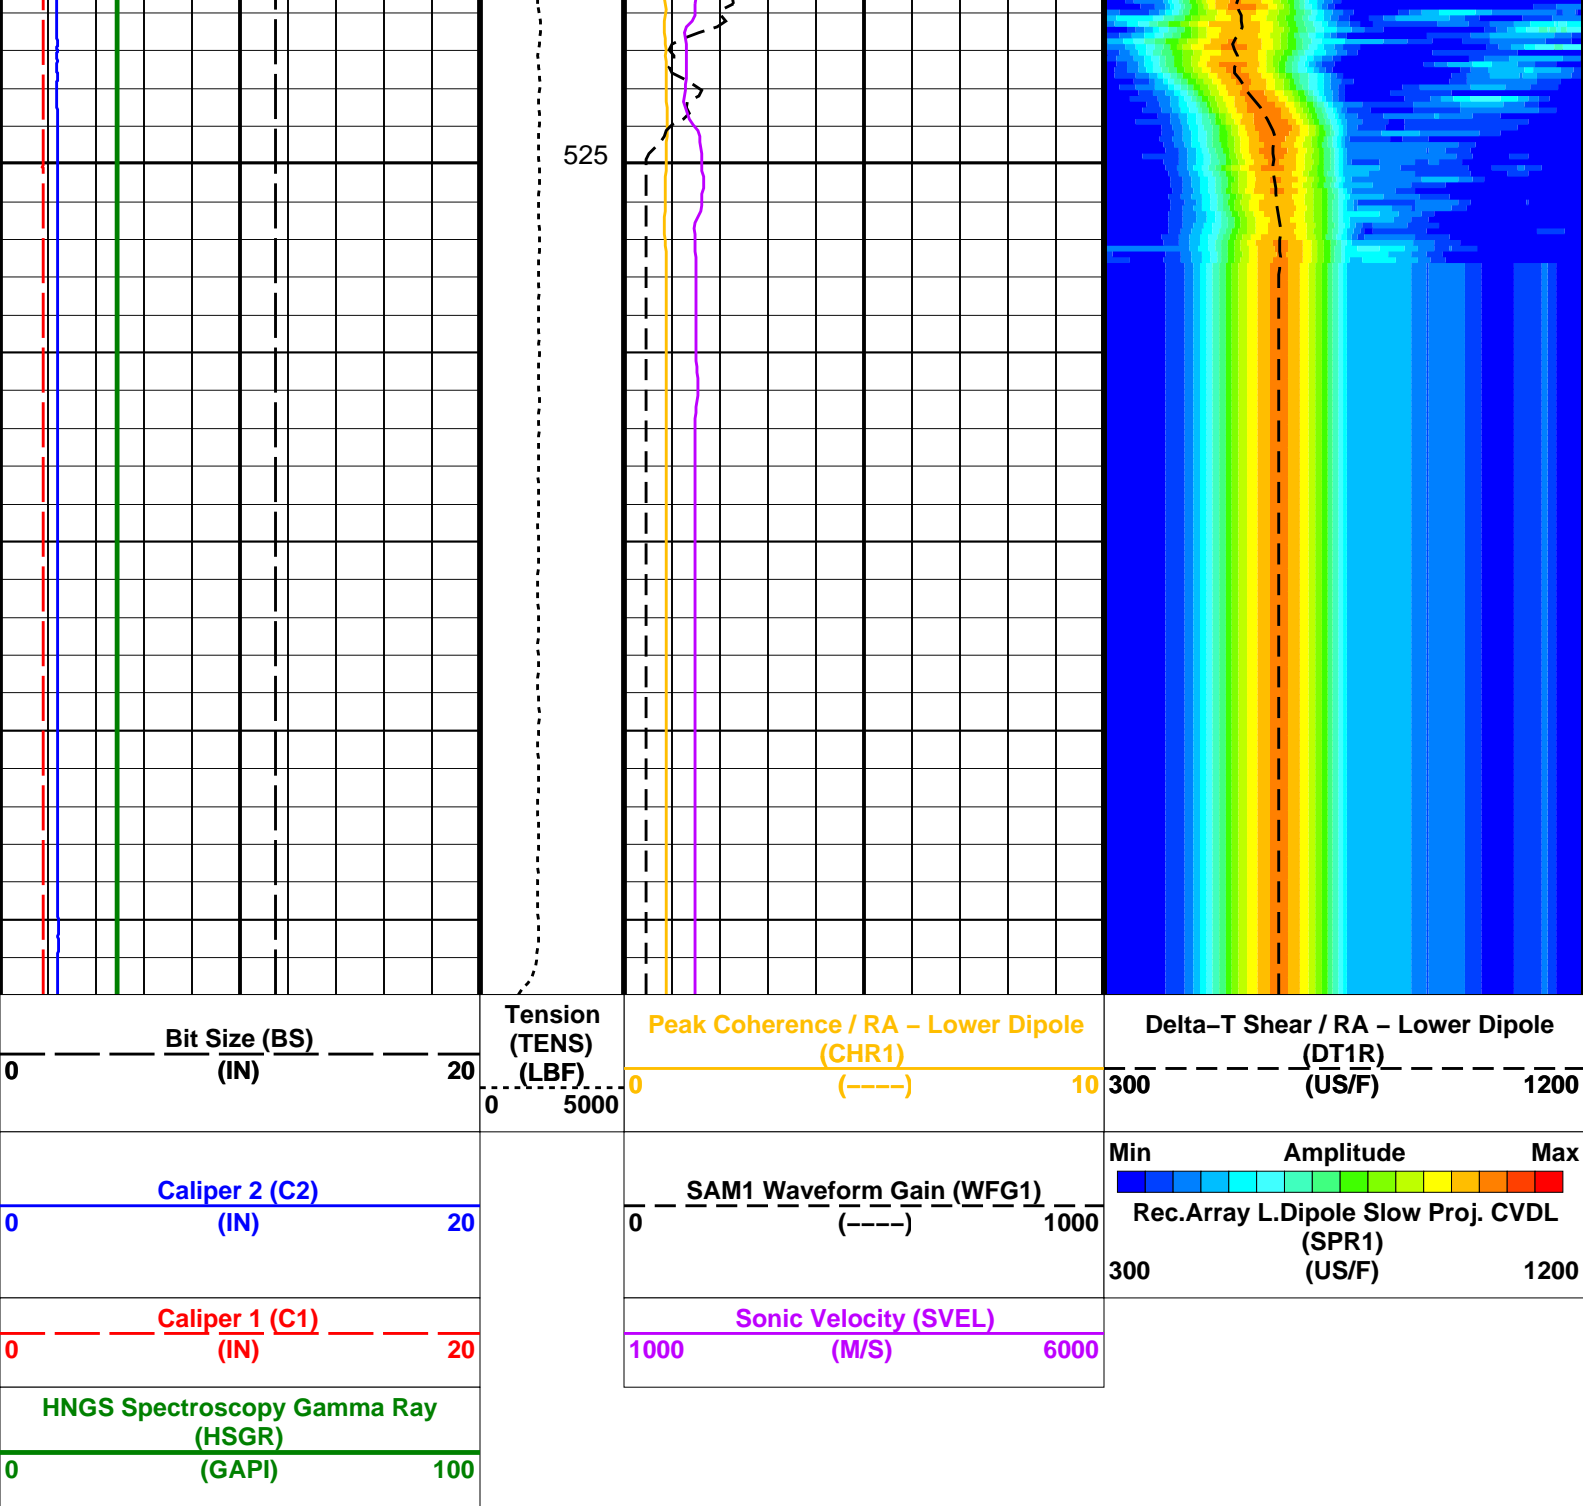 525
Bit Size (BS)
0 (IN) 20
Tension
(TENS)
(LBF)
0 5000
Peak Coherence / RA – Lower Dipole
(CHR1)
0 (––––) 10
Delta–T Shear / RA – Lower Dipole
(DT1R)
300 (US/F) 1200
Caliper 2 (C2)
0 (IN) 20
SAM1 Waveform Gain (WFG1)
0 (––––) 1000
Min Amplitude Max
Rec.Array L.Dipole Slow Proj. CVDL
(SPR1)
300 (US/F) 1200
Caliper 1 (C1)
0 (IN) 20
Sonic Velocity (SVEL)
1000 (M/S) 6000
HNGS Spectroscopy Gamma Ray
(HSGR)
0 (GAPI) 100